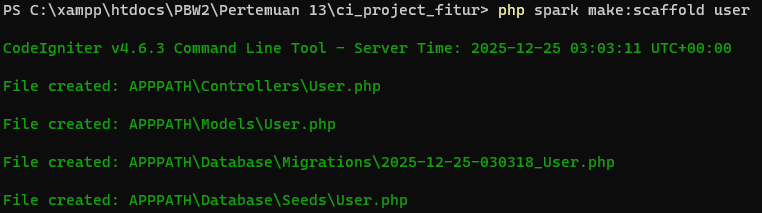 PS C:\xampp\htdocs\PBW2\Pertemuan 13\ci_project_fitur> php spark make:scaffold user
CodeIgniter v4.6.3 Command Line Tool - Server Time: 2025-12-25 03:03:11 UTC+00:00
File created: APPPATH\Controllers\User.php
File created: APPPATH\Models\User.php
File created: APPPATH\Database\Migrations\2025-12-25-030318_User.php
File created: APPPATH\Database\Seeds\User.php